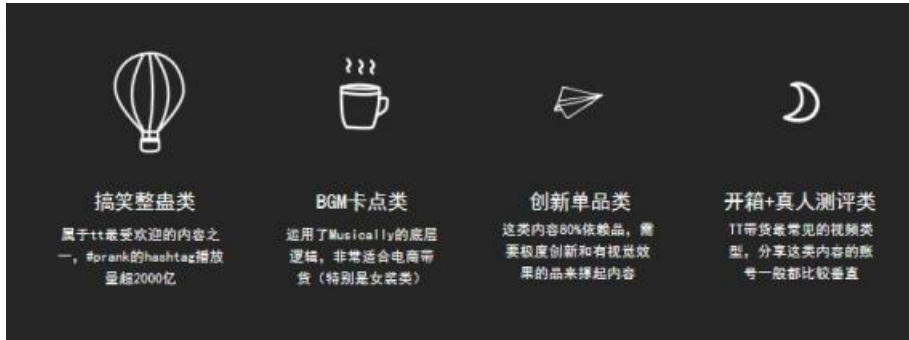 搞笑整蛊类
属于tt最受欢迎的内容之
一，#prank的hashtag播放
量超2000亿
BGM卡点类
运用了Musically的底层
逻辑，非常适合电商带
货（特别是女装类）
创新单品类
这类内容80%依赖品，需
要极度创新和有视觉效
果的品来撑起内容
开箱+真人测评类
TT带货最常见的视频类
型，分享这类内容的账
号一般都比较垂直